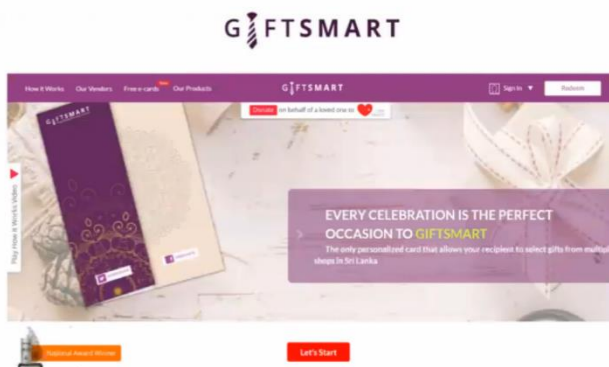 GIFTSMART
How it Works Our Vendors Free e-cards New Our Products GIFTSMART Sign In ▼ Redeem
Donate on behalf of a loved one to
GIFTSMART
Play How it Works Video
EVERY CELEBRATION IS THE PERFECT
OCCASION TO GIFTSMART
The only personalized card that allows your recipient to select gifts from multipl
shops in Sri Lanka
National Award Winner
Let's Start